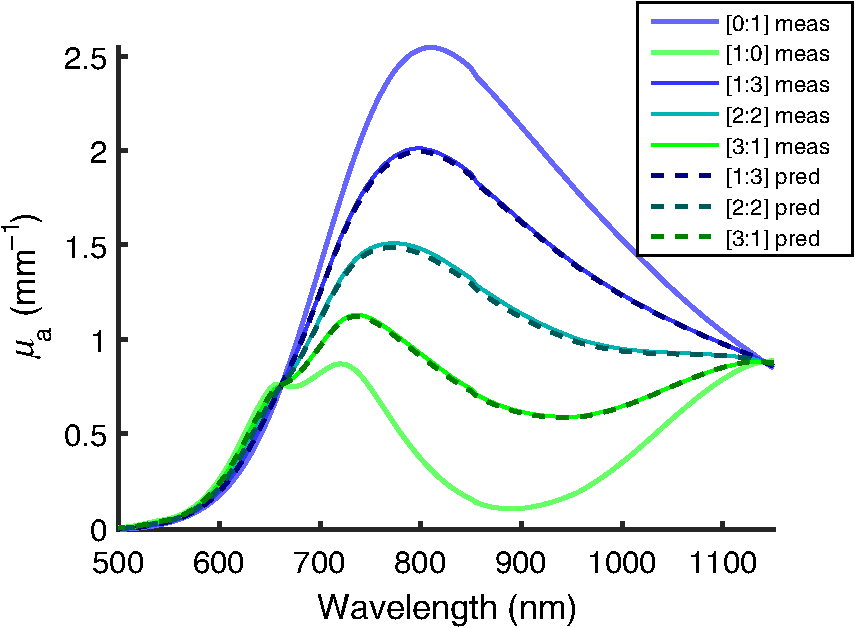 [0:1] meas
[1:0] meas
[1:3] meas
[2:2] meas
[3:1] meas
[1:3] pred
[2:2] pred
[3:1] pred
2.5
2
1.5
1
0.5
0
μa (mm−1)
500 600 700 800 900 1000 1100
Wavelength (nm)